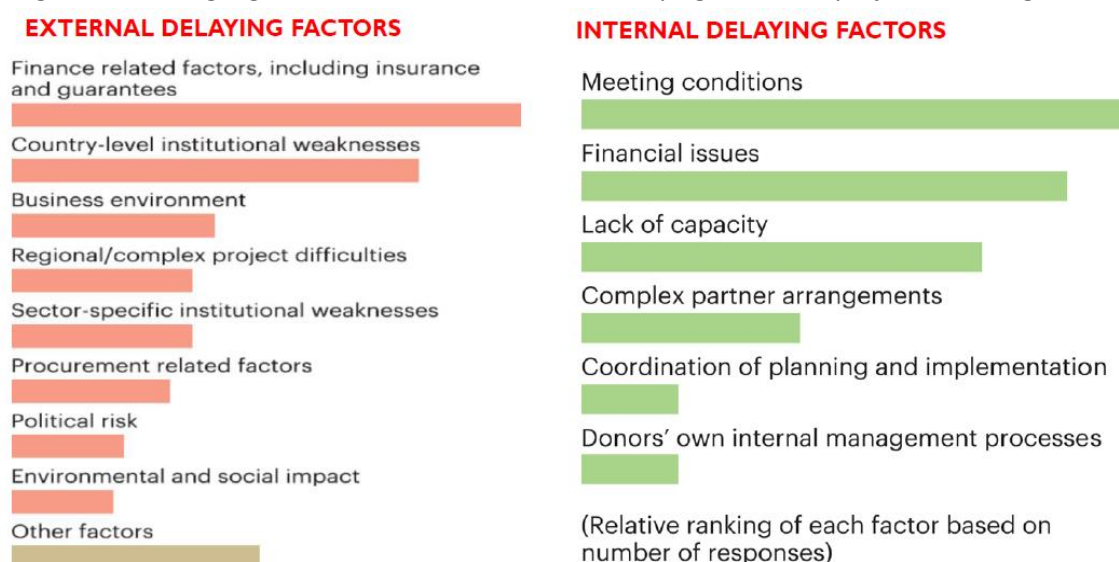 EXTERNAL DELAYING FACTORS
Finance related factors, including insurance
and guarantees
Country-level institutional weaknesses
Business environment
Regional/complex project difficulties
Sector-specific institutional weaknesses
Procurement related factors
Political risk
Environmental and social impact
Other factors
INTERNAL DELAYING FACTORS
Meeting conditions
Financial issues
Lack of capacity
Complex partner arrangements
Coordination of planning and implementation
Donors’ own internal management processes
(Relative ranking of each factor based on
number of responses)